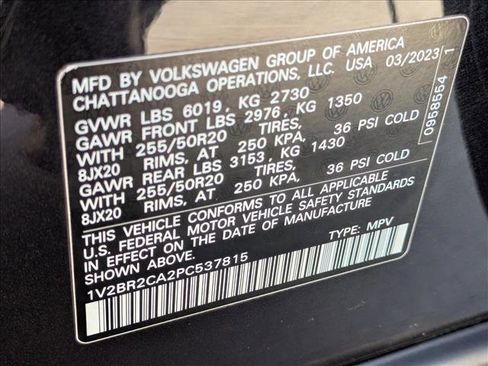 MFD BY VOLKSWAGEN GROUP OF AMERICA
CHATTANOOGA OPERATIONS, LLC. USA 03/2023
GVWR LBS 6019, KG 2730
GAWR FRONT LBS 2976, KG 1350
WITH 255/50R20 TIRES,
8JX20 RIMS, AT 250 KPA, 36 PSI COLD
GAWR REAR LBS 3153, KG 1430
WITH 255/50R20 TIRES,
8JX20 RIMS, AT 250 KPA, 36 PSI COLD
THIS VEHICLE CONFORMS TO ALL APPLICABLE
U.S. FEDERAL MOTOR VEHICLE SAFETY STANDARDS
IN EFFECT ON THE DATE OF MANUFACTURE
SHOWN ABOVE.
1V2BR2CA2PC537815 TYPE: MPV
0958554
1